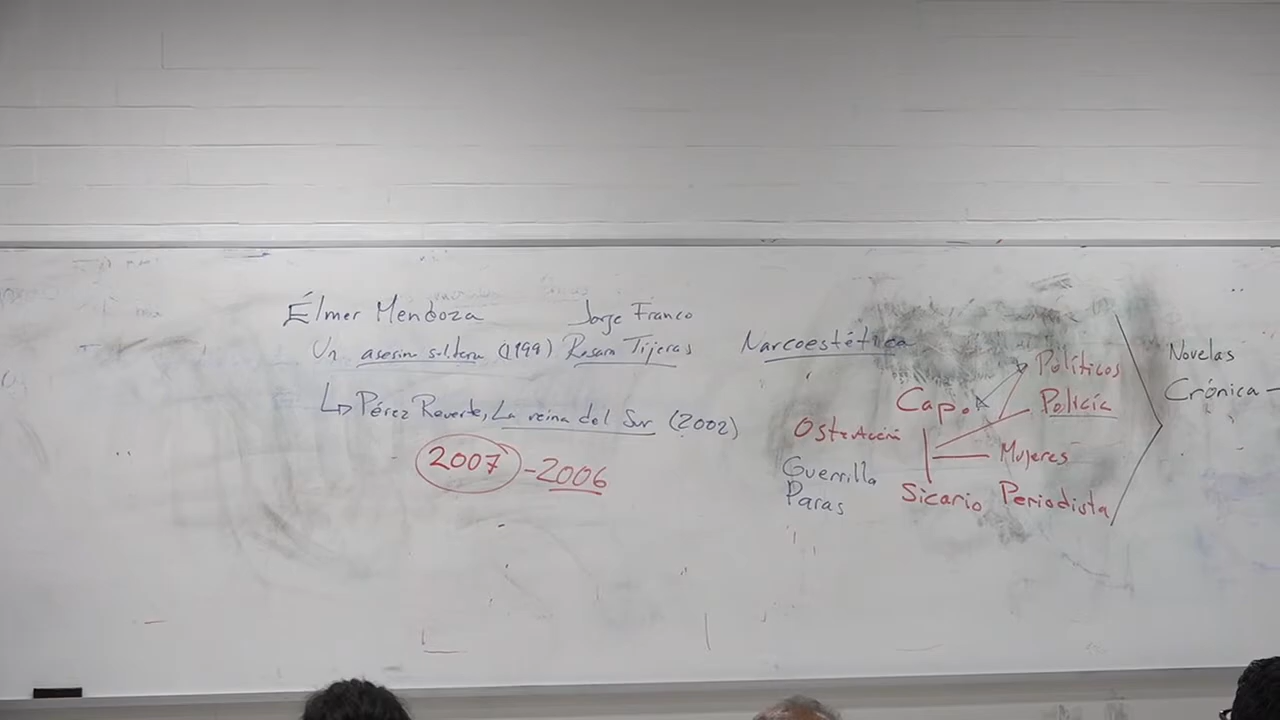 Élmer Mendoza
Un asesino solitario (1999)
Jorge Franco
Rosario Tijeras
↳ Pérez Reverte, La reina del Sur (2002)
2007 - 2006
Narcoestética
Políticos
Capo
Policía
Ostentación
Mujeres
Guerrilla
Paras
Sicario Periodista
Novelas
Crónica